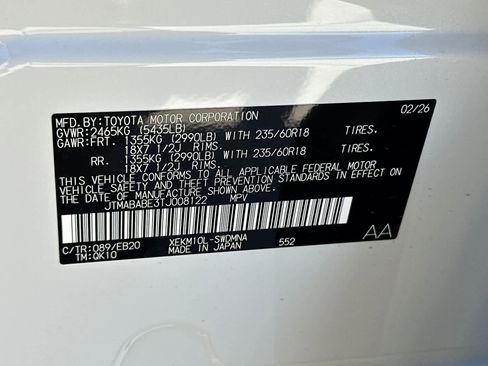 MFD.BY:TOYOTA MOTOR CORPORATION 02/26
GVWR:2465KG (5435LB)
GAWR:FRT. 1355KG (2990LB) WITH 235/60R18 TIRES.
18X7 1/2J RIMS.
RR. 1355KG (2990LB) WITH 235/60R18 TIRES.
18X7 1/2J RIMS.
THIS VEHICLE CONFORMS TO ALL APPLICABLE FEDERAL MOTOR
VEHICLE SAFETY AND THEFT PREVENTION STANDARDS IN EFFECT ON
THE DATE OF MANUFACTURE SHOWN ABOVE.
JTMABABE3TJ008122 MPV
C/TR:089/EB20 XEKM10L-SWDMNA 552 AA
TM:QK10 MADE IN JAPAN